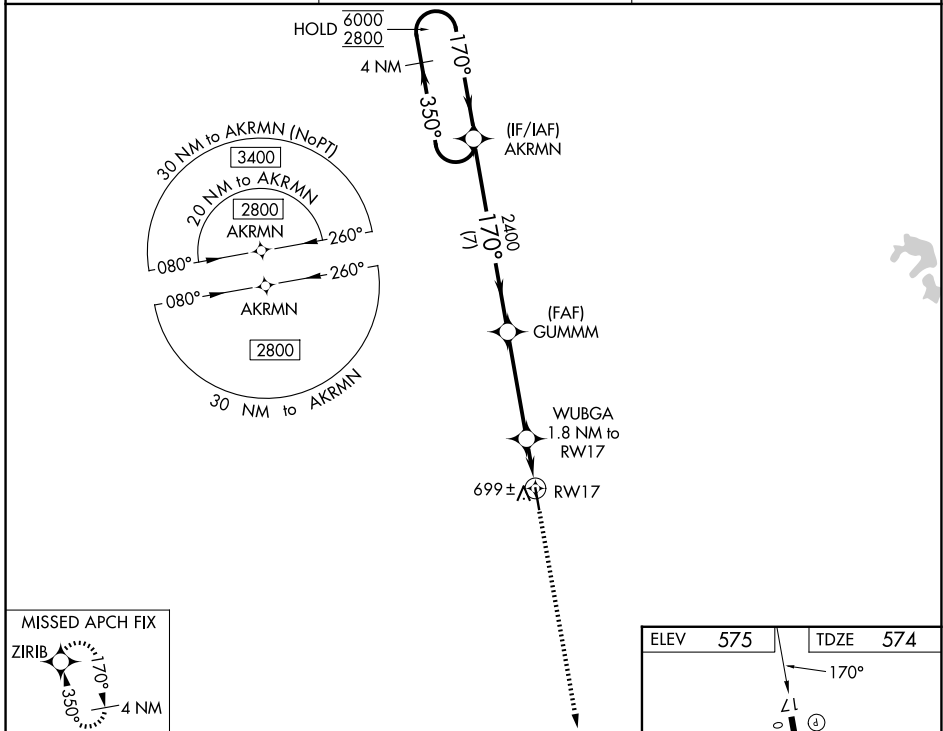 HOLD 6000
2800
4 NM
170°
350°
(IF/IAF)
AKRMN
30 NM to AKRMN (NoPT)
3400
20 NM to AKRMN
2800
AKRMN
260°
080°
260°
080°
AKRMN
2800
30 NM to AKRMN
2400
170°
(7)
(FAF)
GUMMM
WUBGA
1.8 NM to
RW17
699±
RW17
MISSED APCH FIX
ZIRIB
170°
350°
4 NM
ELEV 575
TDZE 574
170°
17
P